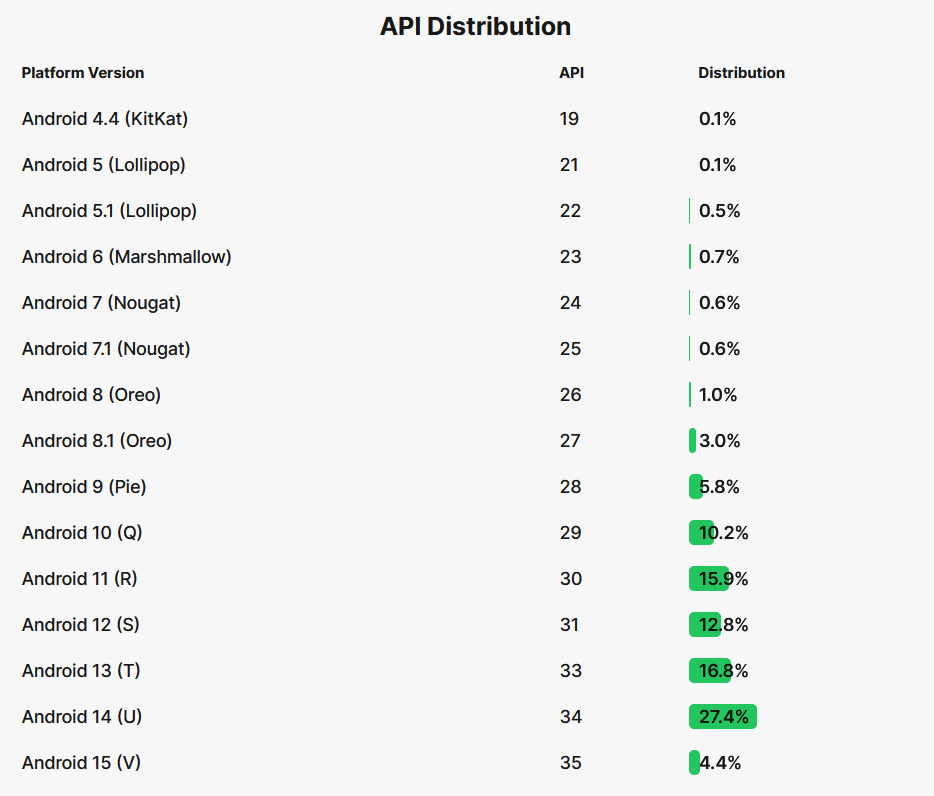 API Distribution
Platform Version API Distribution
Android 4.4 (KitKat) 19 0.1%
Android 5 (Lollipop) 21 0.1%
Android 5.1 (Lollipop) 22 0.5%
Android 6 (Marshmallow) 23 0.7%
Android 7 (Nougat) 24 0.6%
Android 7.1 (Nougat) 25 0.6%
Android 8 (Oreo) 26 1.0%
Android 8.1 (Oreo) 27 3.0%
Android 9 (Pie) 28 5.8%
Android 10 (Q) 29 10.2%
Android 11 (R) 30 15.9%
Android 12 (S) 31 12.8%
Android 13 (T) 33 16.8%
Android 14 (U) 34 27.4%
Android 15 (V) 35 4.4%